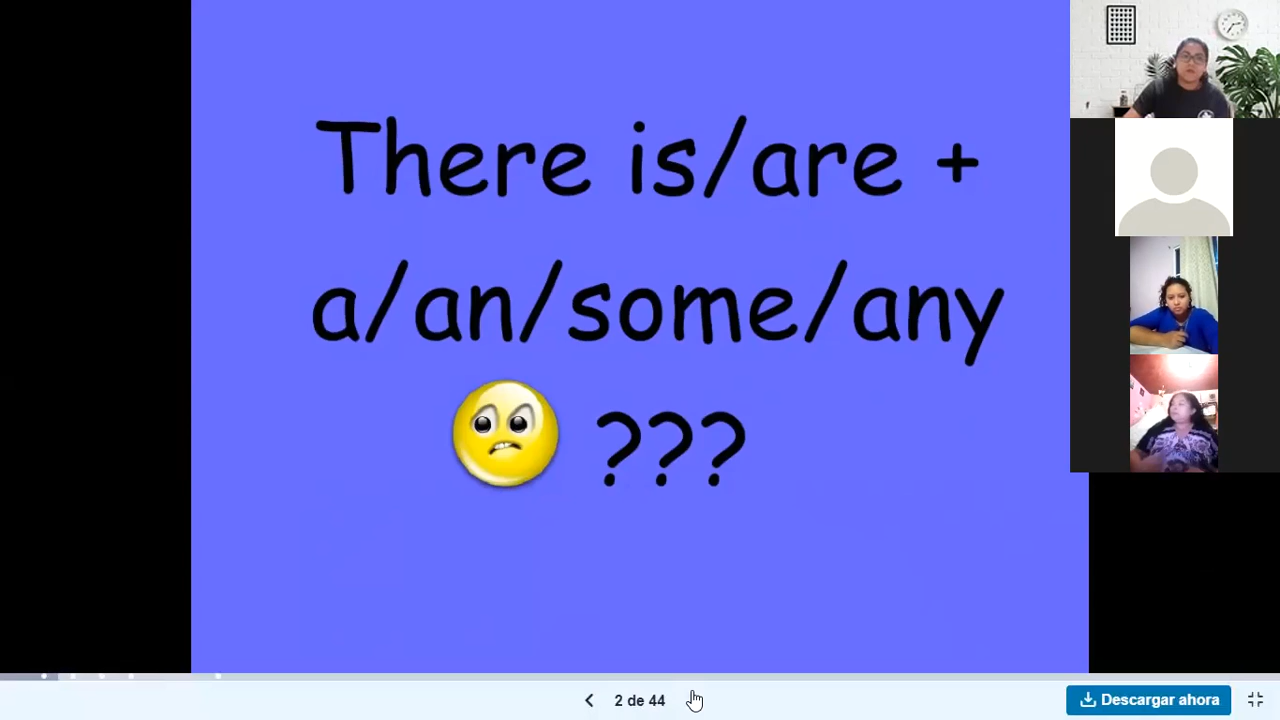 There is/are +
a/an/some/any
???
2 de 44
Descargar ahora